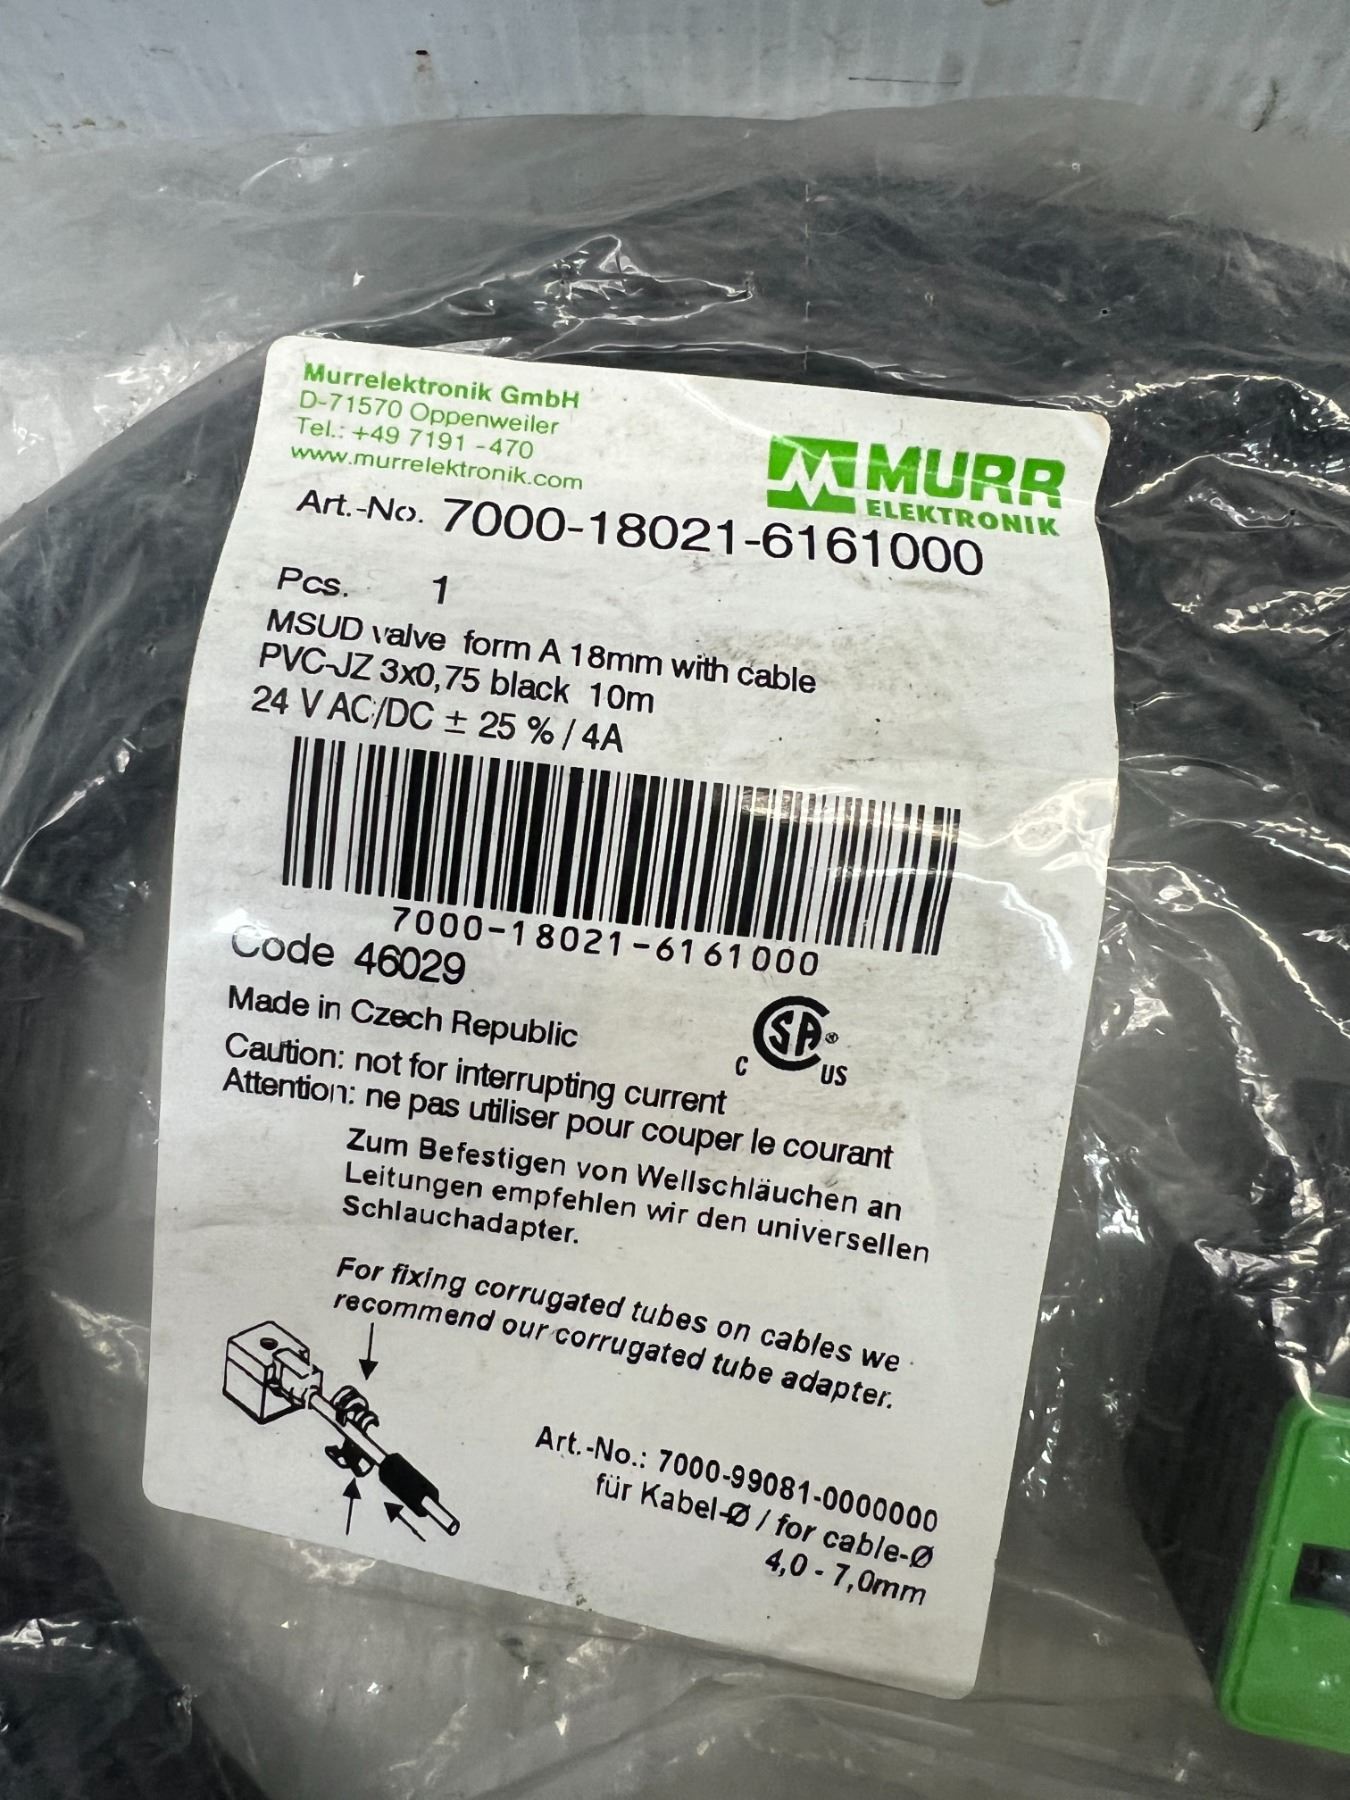 Murrelektronik GmbH
D-71570 Oppenweiler
Tel.: +49 7191 -470
www.murrelektronik.com
MURR
ELEKTRONIK
Art.-No. 7000-18021-6161000
Pcs. 1
MSUD valve form A 18mm with cable
PVC-JZ 3x0,75 black 10m
24 V AC/DC ± 25 % / 4A
7000-18021-6161000
Code 46029
Made in Czech Republic
C SA ® C US
Caution: not for interrupting current
Attention: ne pas utiliser pour couper le courant
Zum Befestigen von Wellschläuchen an
Leitungen empfehlen wir den universellen
Schlauchadapter.
For fixing corrugated tubes on cables we
recommend our corrugated tube adapter.
Art.-No.: 7000-99081-0000000
für Kabel-Ø / for cable-Ø
4,0 - 7,0mm